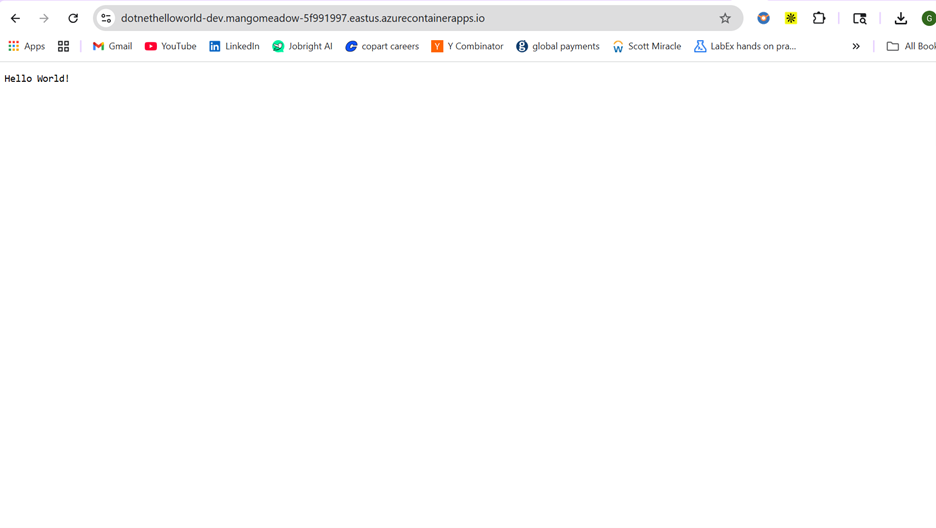 dotnethelloworld-dev.mangomeadow-5f991997.eastus.azurecontainerapps.io
G
Apps Gmail YouTube LinkedIn Jobright AI copart careers Y Y Combinator g global payments Scott Miracle LabEx hands on pra... » All Book
Hello World!